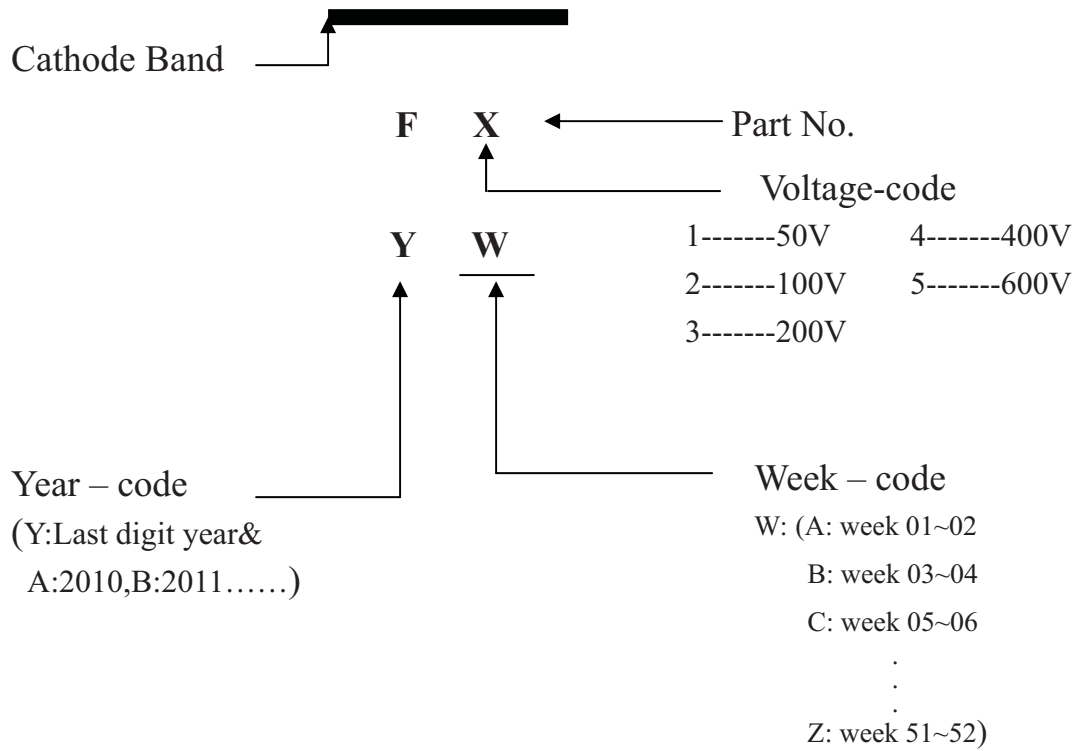 Cathode Band
F X Part No.
Voltage-code
Y W 1-------50V 4-------400V
2-------100V 5-------600V
3-------200V
Year – code Week – code
(Y:Last digit year& W: (A: week 01~02
A:2010,B:2011……) B: week 03~04
C: week 05~06
.
.
.
Z: week 51~52)